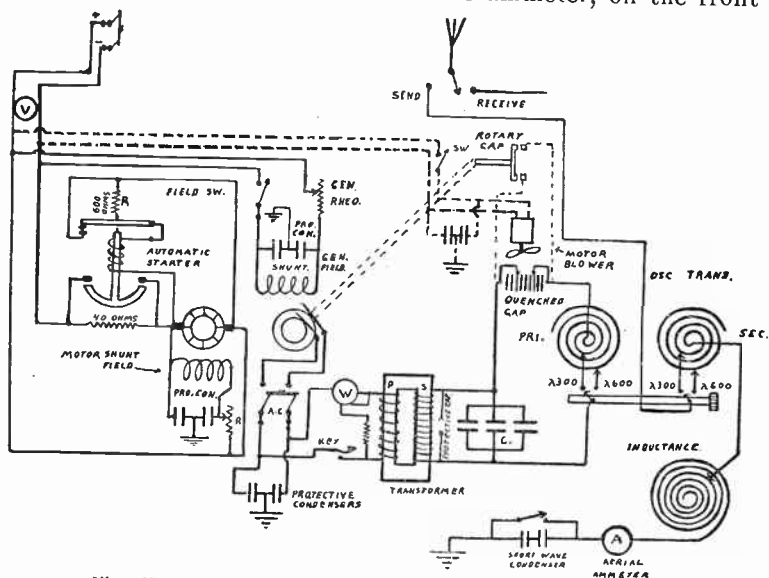 on the front
+
-
V
SEND
RECEIVE
ROTARY
GAP
SW
FIELD SW.
GEN.
RHEO.
600
OHMS
R
PRO.
CON.
SHUNT.
GEN.
FIELD.
AUTOMATIC
STARTER
MOTOR
BLOWER
OSC TRANS.
QUENCHED
GAP
40 OHMS
PRI.
SEC.
MOTOR SHUNT
FIELD.
λ300
λ600
λ300
λ600
PRO.CON.
R
A.C.
W
P
S
KEY
PROTECTIVE GAP
C.
INDUCTANCE.
TRANSFORMER
PROTECTIVE
CONDENSERS
SHORT WAVE
CONDENSER
A
AERIAL
AMMETER